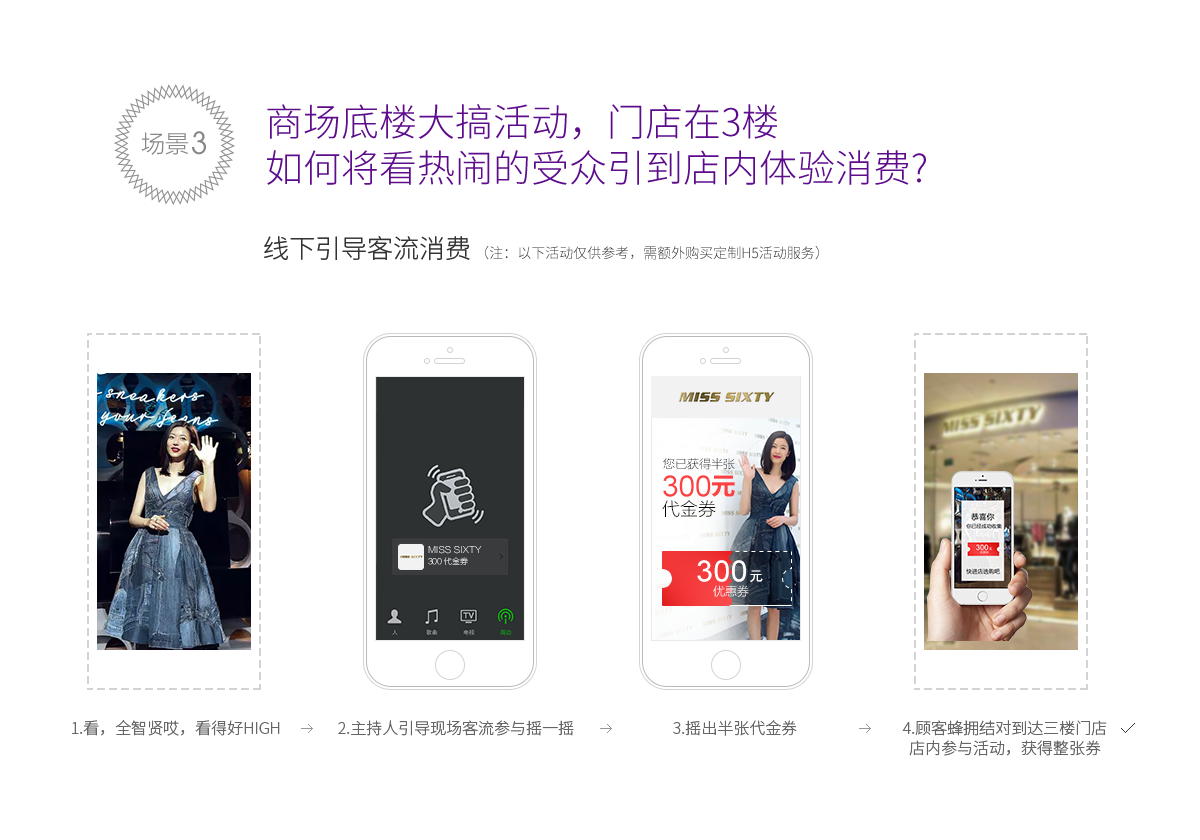 场景3
商场底楼大搞活动，门店在3楼
如何将看热闹的受众引到店内体验消费?
线下引导客流消费（注：以下活动仅供参考，需额外购买定制H5活动服务）
sneakers
your jeans
MISS SIXTY
300 代金券
人
歌曲
电视
周边
MISS SIXTY
您已获得半张
300元
代金券
300元
优惠券
MISS SIXTY
恭喜你
你已经成功收集
300元
快进店选购吧
1.看，全智贤哎，看得好HIGH
2.主持人引导现场客流参与摇一摇
3.摇出半张代金券
4.顾客蜂拥结对到达三楼门店
店内参与活动，获得整张券